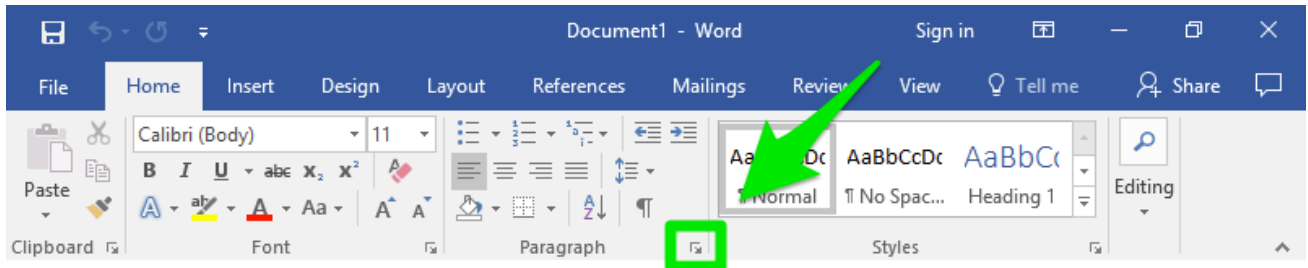 Document1 - Word Sign in
File Home Insert Design Layout References Mailings Review View Tell me Share
Calibri (Body) 11 AaBbCcDc AaBbCc
B I U abc X₂ X² Aa A A
Paste ¶ Normal ¶ No Spac... Heading 1 Editing
Clipboard Font Paragraph Styles